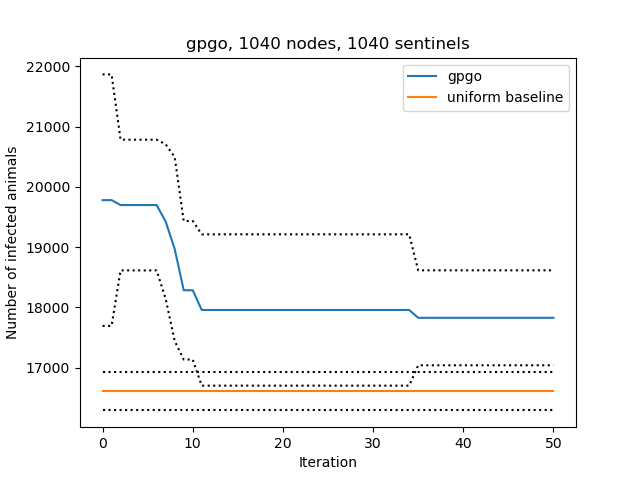 gpgo, 1040 nodes, 1040 sentinels
gpgo
uniform baseline
Number of infected animals
22000
21000
20000
19000
18000
17000
0
10
20
30
40
50
Iteration